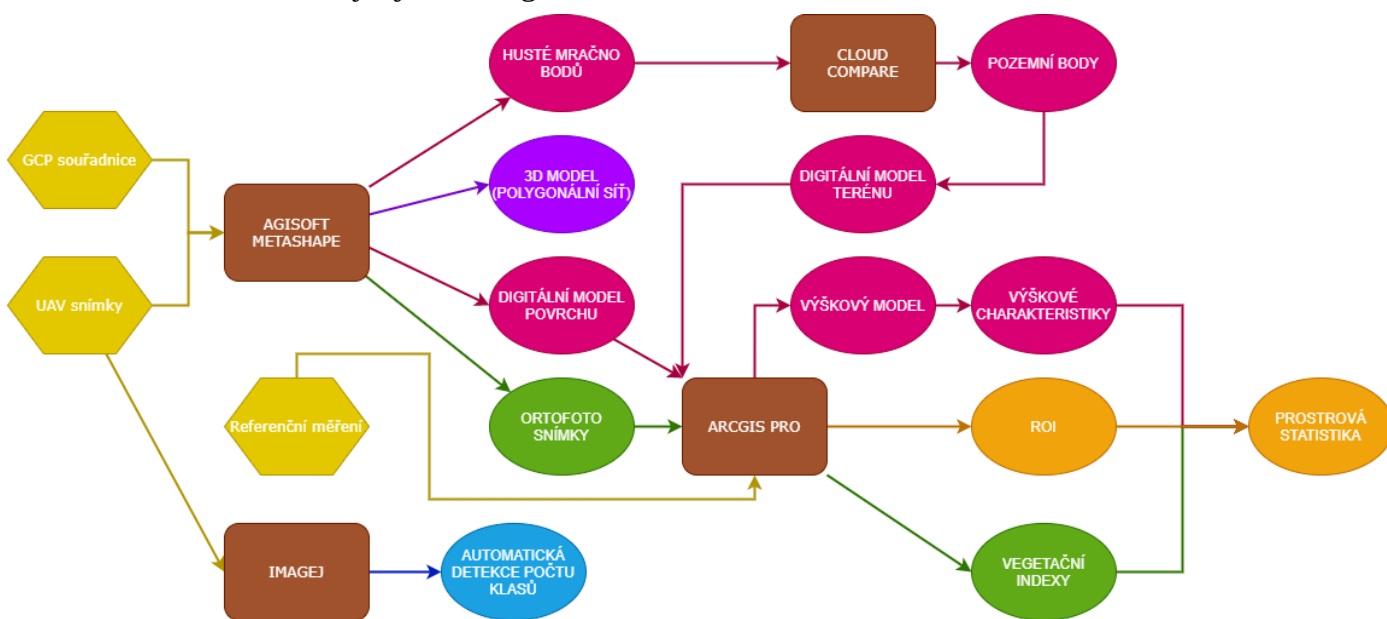 HUSTÉ MRAČNO
BODŮ
CLOUD
COMPARE
POZEMNÍ BODY
GCP souřadnice
3D MODEL
(POLYGONÁLNÍ SÍŤ)
DIGITÁLNÍ MODEL
TERÉNU
AGISOFT
METASHAPE
UAV snímky
DIGITÁLNÍ MODEL
POVRCHU
VÝŠKOVÝ MODEL
VÝŠKOVÉ
CHARAKTERISTIKY
Referenční měření
ORTOFOTO
SNÍMKY
ARCGIS PRO
ROI
PROSTROVÁ
STATISTIKA
IMAGEJ
AUTOMATICKÁ
DETEKCE POČTU
KLASŮ
VEGETAČNÍ
INDEXY